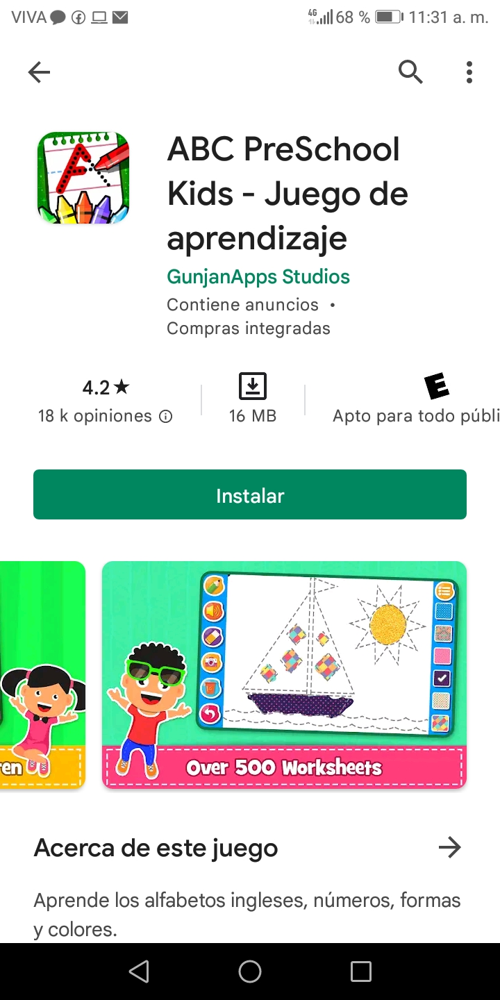 VIVA 4G 68 % 11:31 a. m.
ABC PreSchool
Kids - Juego de
aprendizaje
GunjanApps Studios
Contiene anuncios •
Compras integradas
4.2★
18 k opiniones
16 MB
E
Apto para todo públi
Instalar
ren
Over 500 Worksheets
Acerca de este juego
Aprende los alfabetos ingleses, números, formas
y colores.